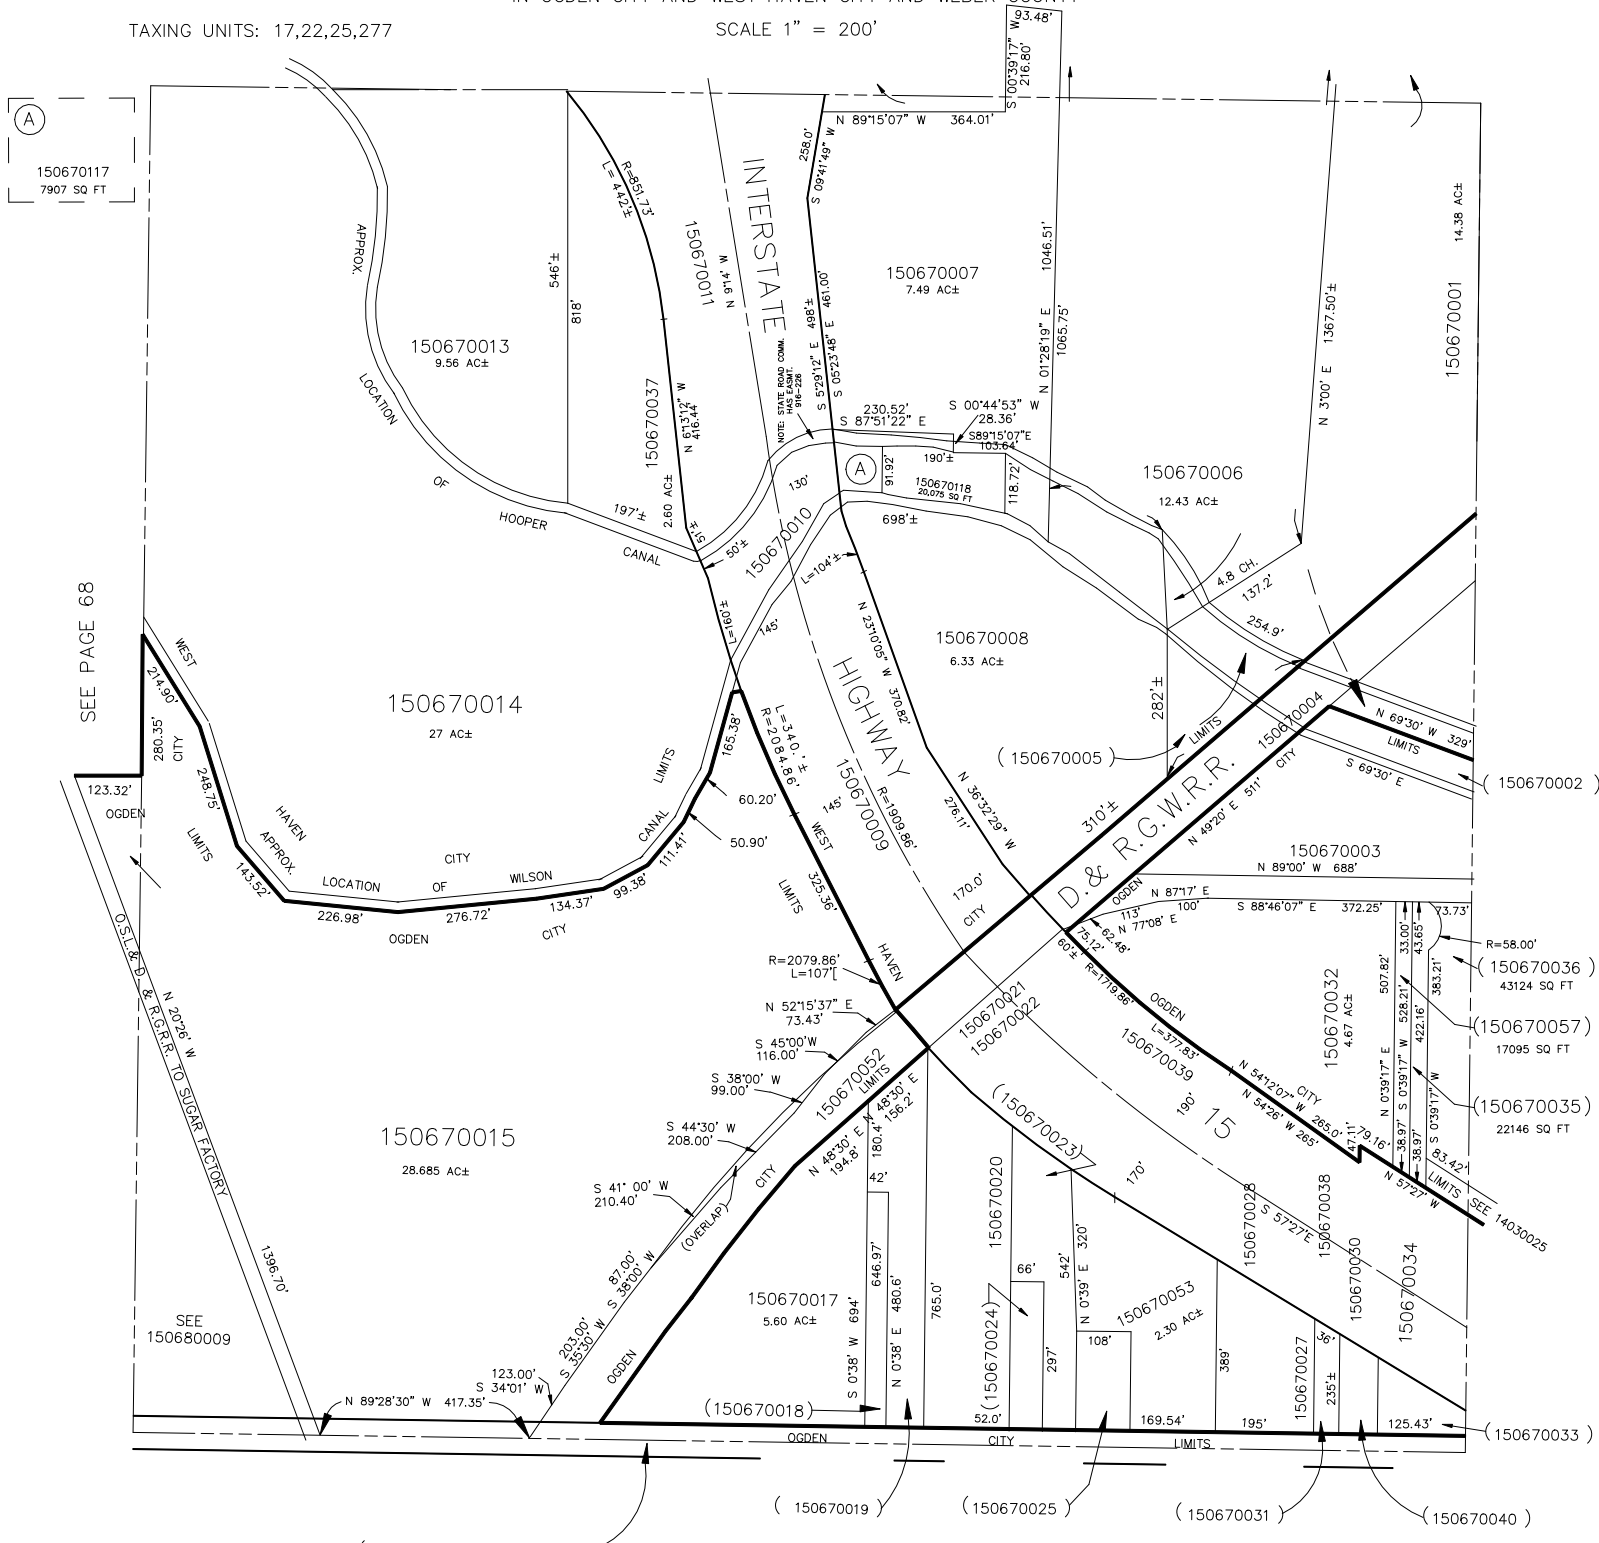 TAXING UNITS: 17,22,25,277
SCALE 1" = 200'
A
150670117
7907 SQ FT
93.48'
S 00°39'17" W
216.80'
N 89°15'07" W 364.01'
258.0'
S 09°41'49" W
R=851.73'
L= 442'±
INTERSTATE
150670011
N 9°14' W
APPROX.
LOCATION
OF
HOOPER
CANAL
546'±
818'
150670013
9.56 AC±
150670037
2.60 AC±
N 6°13'12" W
416.44'
NOTE: STATE ROAD COMM.
HAS EASMT.
916-226
S 5°29'12" E 498'±
S 05°23'48" E 461.00'
150670007
7.49 AC±
N 01°28'19" E 1046.51'
1065.75'
N 3°00' E 1367.50'±
14.38 AC±
150670001
230.52'
S 87°51'22" E
S 00°44'53" W
28.36'
S89°15'07"E
103.64'
A
91.92'
190'±
150670118
20,075 SQ FT
118.72'
698'±
150670006
12.43 AC±
197'±
51'±
50'±
130'
150670010
L=104'±
L=160'±
145'
4.8 CH.
137.2'
254.9'
SEE PAGE 68
WEST
214.90'
280.35'
CITY
123.32'
OGDEN
248.75'
LIMITS
HAVEN
APPROX.
143.52'
LOCATION
OF
CITY
WILSON
CANAL
LIMITS
226.98'
276.72'
134.37'
99.38'
111.41'
OGDEN
CITY
150670014
27 AC±
165.38'
60.20'
50.90'
L=340.'±
R=2084.86'
145'
WEST
325.36'
LIMITS
HAVEN
HIGHWAY
R=1909.86'
150670009
N 23°10'05" W 370.82'
N 36°32'29" W
276.11'
170.0'
CITY
150670008
6.33 AC±
282'±
(150670005)
LIMITS
150670004
CITY
N 69°30' W 329'
LIMITS
S 69°30' E
(150670002)
310'±
D.& R.G.W.R.R.
N 49°20' E 511'
OGDEN
150670003
N 89°00' W 688'
N 87°17' E
100'
113'
N 77°08' E
S 88°46'07" E 372.25'
73.73'
62.48'
75.12'
60'±
R=1719.86'
R=58.00'
(150670036)
43124 SQ FT
(150670057)
17095 SQ FT
(150670035)
22146 SQ FT
150670032
4.67 AC±
N 0°39'17" E 507.82'
33.00'
S 0°39'17" W 528.21'
43.65'
422.16'
383.21'
S 0°39'17" W
38.97'
38.97'
83.42'
79.16'
47.11'
N 57°27' W
LIMITS
SEE 14030025
OGDEN
L=377.83'
150670039
N 54°12'07" W 265.0'
N 54°26' W 265'
CITY
190'
15
S 57°27'E
O.S.L.& D & R.G.R.R. TO SUGAR FACTORY
N 20°26' W
1396.70'
SEE
150680009
150670015
28.685 AC±
R=2079.86'
L=107'[
N 52°15'37" E
73.43'
S 45°00'W
116.00'
S 38°00' W
99.00'
S 44°30' W
208.00'
S 41° 00' W
210.40'
(OVERLAP)
87.00'
S 38°00' W
203.00'
S 35°30' W
123.00'
S 34°01' W
N 89°28'30" W 417.35'
150670052
LIMITS
CITY
OGDEN
N 48°30' E
156.2'
N 48°30' E
194.8'
150670021
150670022
(150670023)
170'
180.4'
42'
646.97'
S 0°38' W 694'
N 0°38' E 480.6'
765.0'
150670017
5.60 AC±
(150670018)
150670020
(150670024)
66'
297'
52.0'
542'
N 0°39' E 320'
108'
150670053
2.30 AC±
389'
169.54'
195'
150670028
150670038
150670030
150670034
150670027
36'
235'±
125.43'
(150670033)
OGDEN
CITY
LIMITS
(150670019)
(150670025)
(150670031)
(150670040)